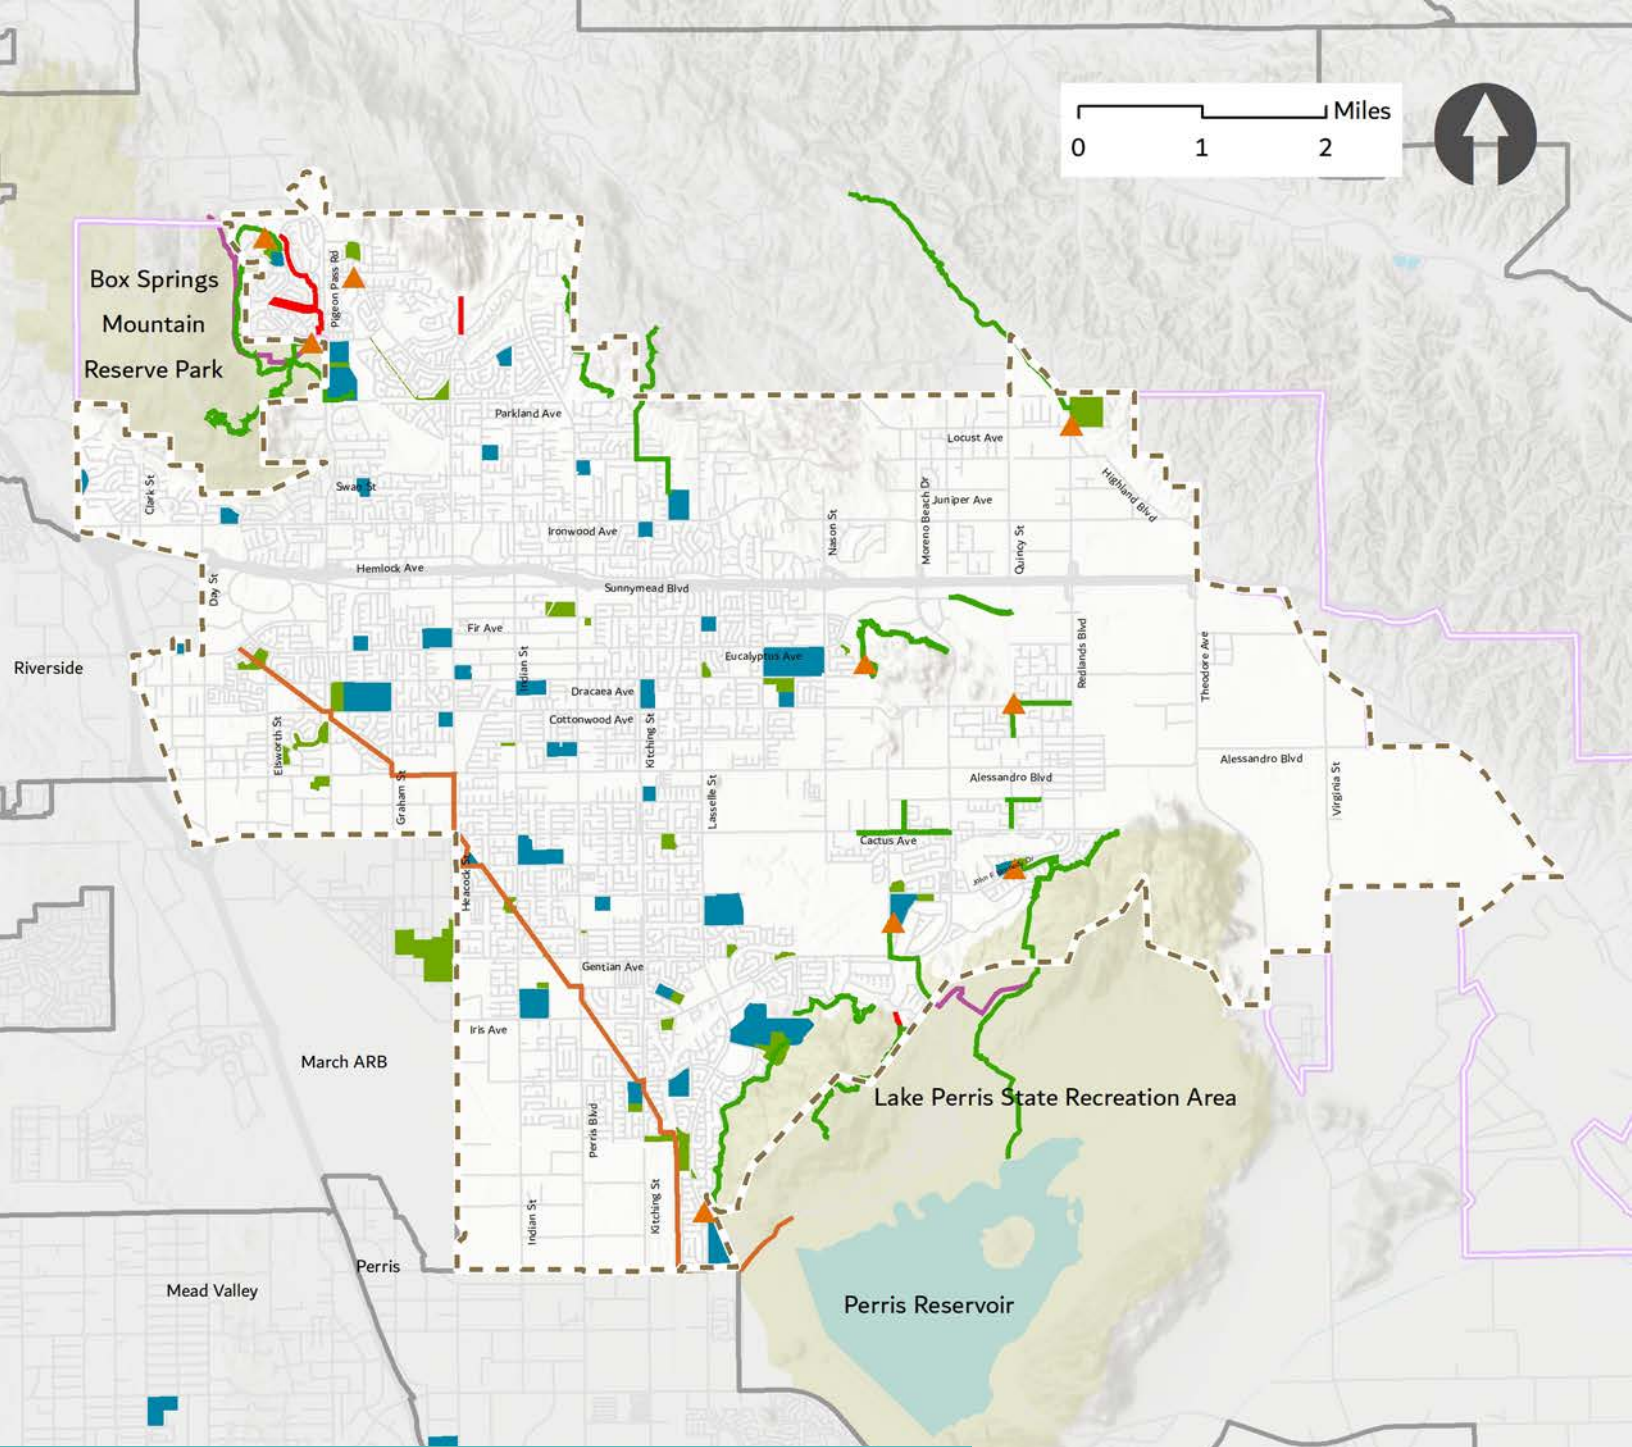 Miles
0 1 2
Box Springs
Mountain
Reserve Park
Pigeon Pass Rd
Parkland Ave
Locust Ave
Highland Blvd
Clark St
Swan St
Juniper Ave
Moreno Beach Dr
Nason St
Quincy St
Ironwood Ave
Hemlock Ave
Sunnymead Blvd
Day St
Fir Ave
Riverside
Indian St
Eucalyptus Ave
Redlands Blvd
Theodore Ave
Dracaea Ave
Cottonwood Ave
Elsworth St
Kitching St
Graham St
Lasselle St
Alessandro Blvd
Alessandro Blvd
Virginia St
Cactus Ave
Heacock St
Gentian Ave
Iris Ave
March ARB
Lake Perris State Recreation Area
Perris Blvd
Indian St
Kitching St
Perris
Mead Valley
Perris Reservoir